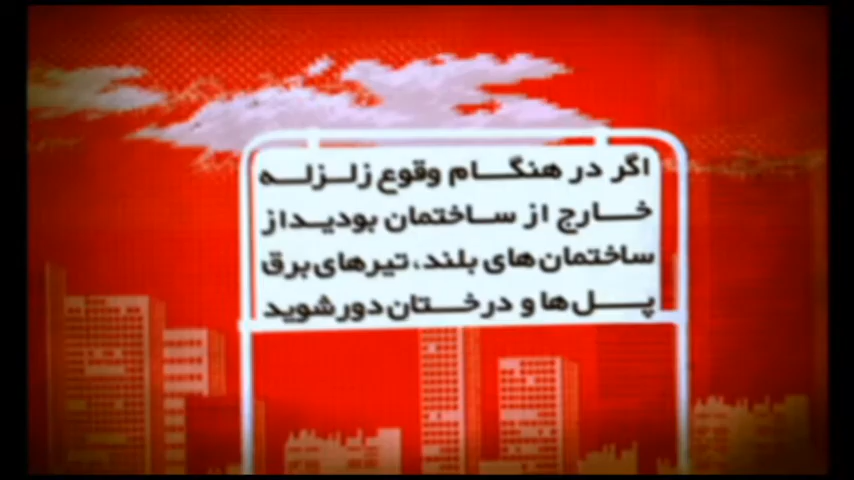 اگر در هنگام وقوع زلزله
خارج از ساختمان بودید از
ساختمان های بلند، تیرهای برق
پل ها و درختان دور شوید